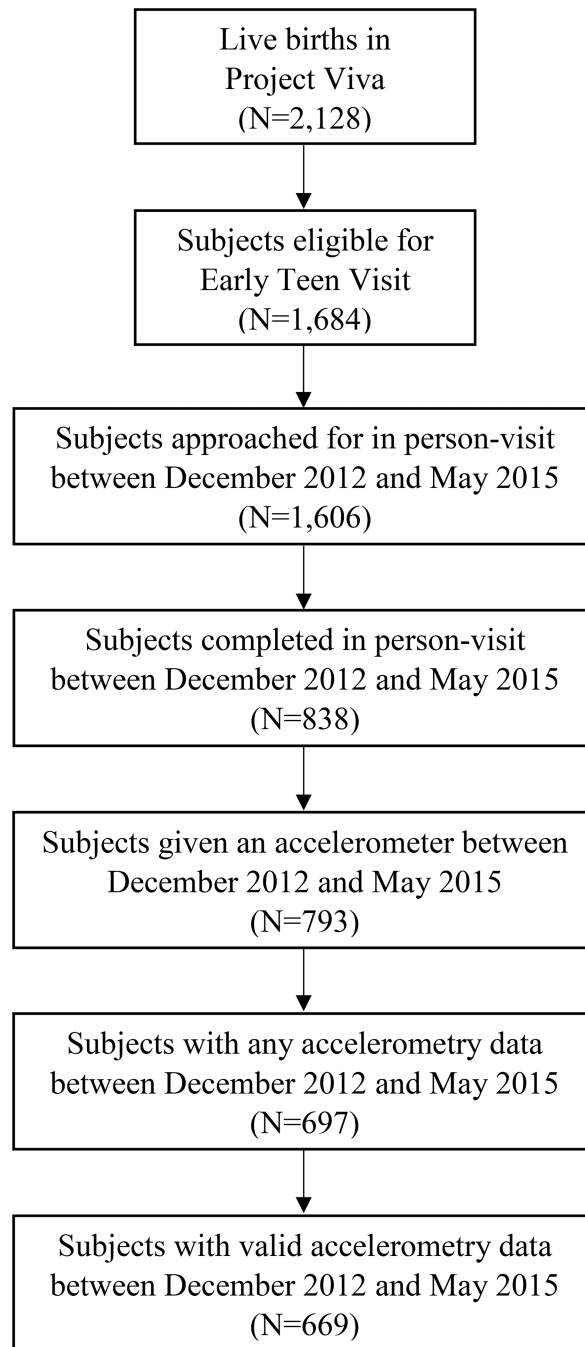 Live births in
Project Viva
(N=2,128)
Subjects eligible for
Early Teen Visit
(N=1,684)
Subjects approached for in person-visit
between December 2012 and May 2015
(N=1,606)
Subjects completed in person-visit
between December 2012 and May 2015
(N=838)
Subjects given an accelerometer between
December 2012 and May 2015
(N=793)
Subjects with any accelerometry data
between December 2012 and May 2015
(N=697)
Subjects with valid accelerometry data
between December 2012 and May 2015
(N=669)